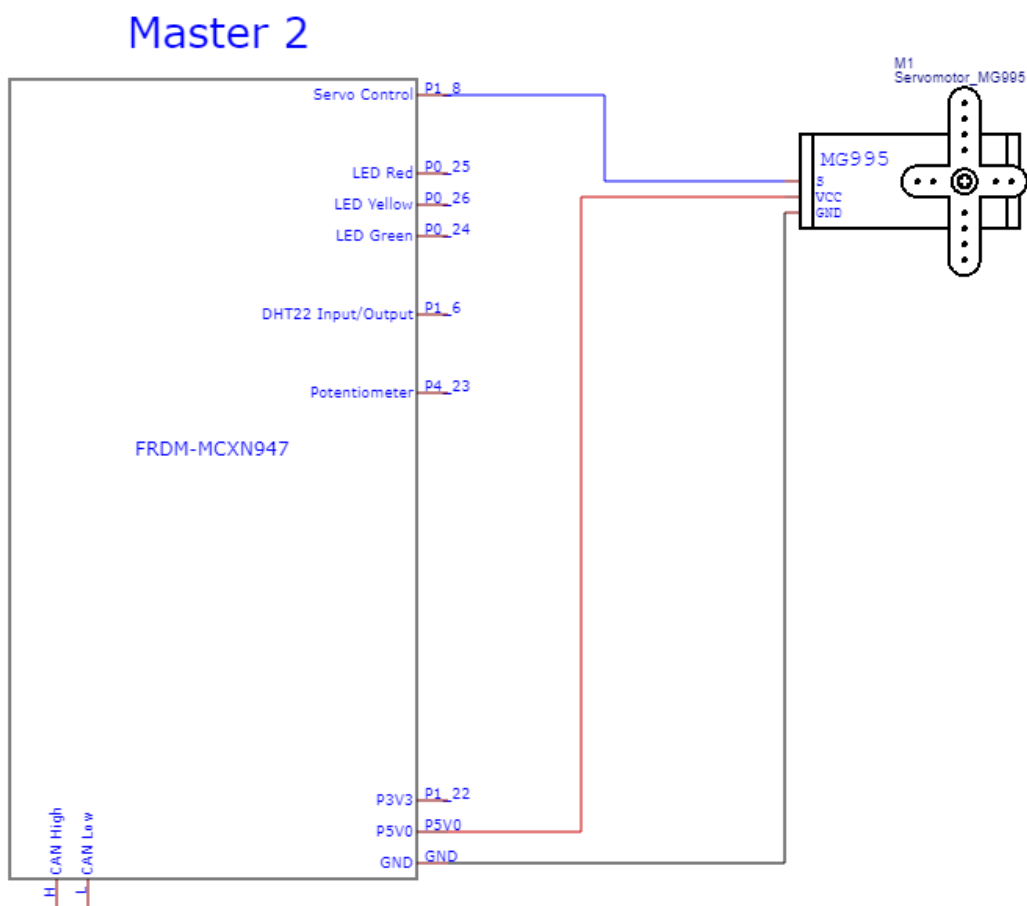 Master 2
M1
Servomotor_MG995
Servo Control P1_8
MG995
S
VCC
GND
LED Red P0_25
LED Yellow P0_26
LED Green P0_24
DHT22 Input/Output P1_6
Potentiometer P4_23
FRDM-MCXN947
P3V3 P1_22
P5V0 P5V0
GND GND
CAN High
CAN Low
H
L